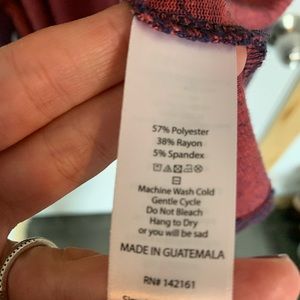 57% Polyester
38% Rayon
5% Spandex
Machine Wash Cold
Gentle Cycle
Do Not Bleach
Hang to Dry
or you will be sad
MADE IN GUATEMALA
RN# 142161